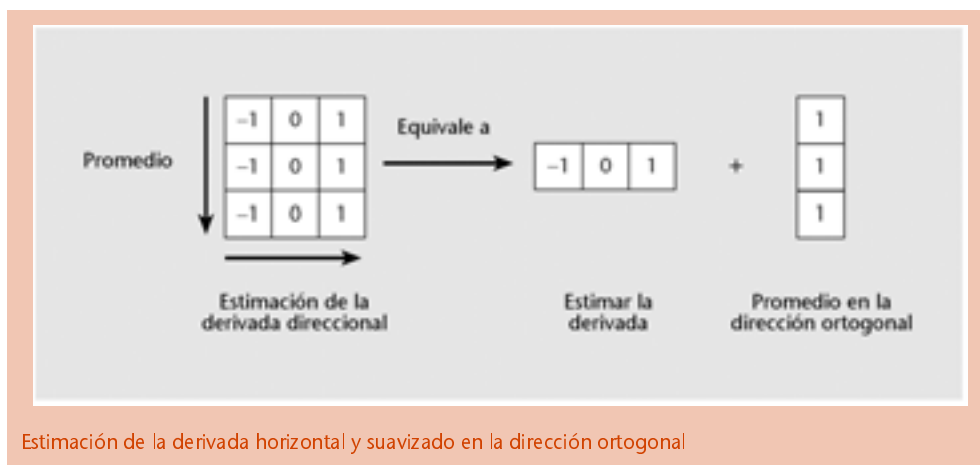 Promedio
-1 0 1
-1 0 1
-1 0 1
Equivale a
-1 0 1
+
1
1
1
Estimación de la
derivada direccional
Estimar la
derivada
Promedio en la
dirección ortogonal
Estimación de la derivada horizontal y suavizado en la dirección ortogonal